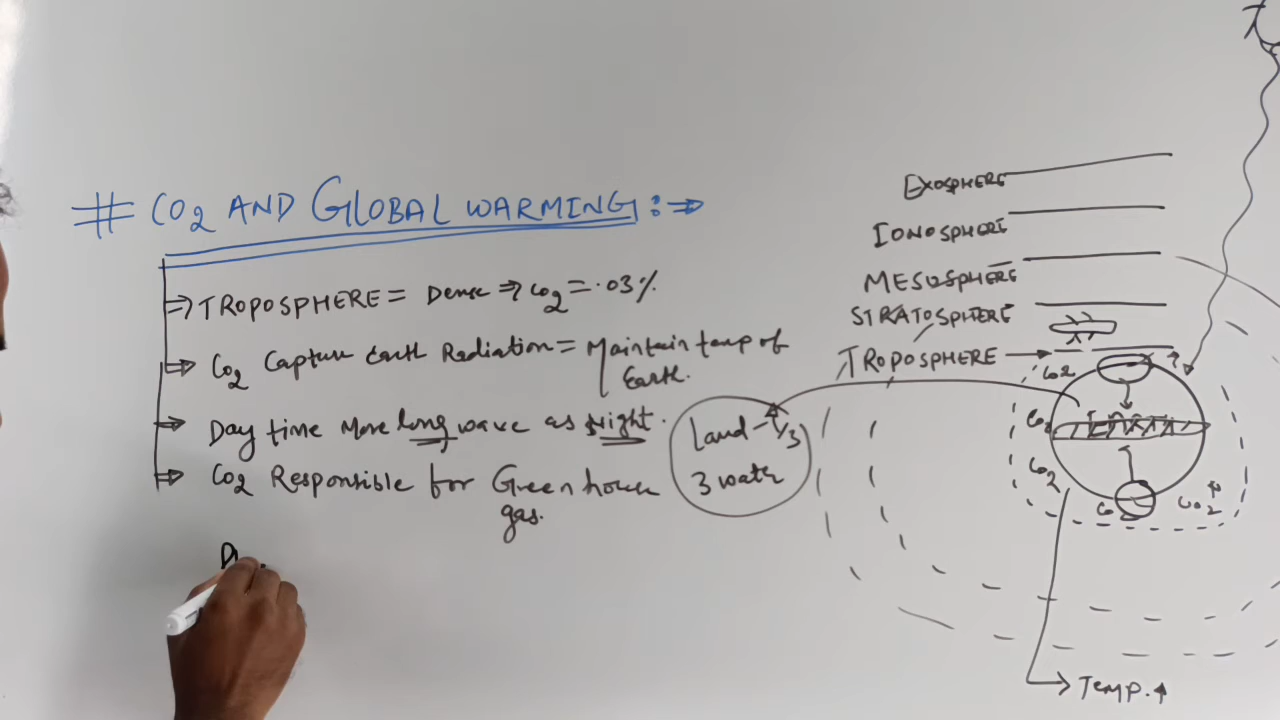 # CO2 AND GLOBAL WARMING :⇒
⇒ TROPOSPHERE = Dense ⇒ CO2 = .03%
⇒ CO2 Capture Earth Radiation = Maintain temp of
Earth.
⇒ Day time More long wave as night.
⇒ CO2 Responsible for Green house
gas.
Land - 1/3
3 wate
EXOSPHERE
IONOSPHERE
MESOSPHERE
STRATOSPHERE
TROPOSPHERE →
CO2
CO2
CO2
CO2
CO2 ↑
Temp. ↑